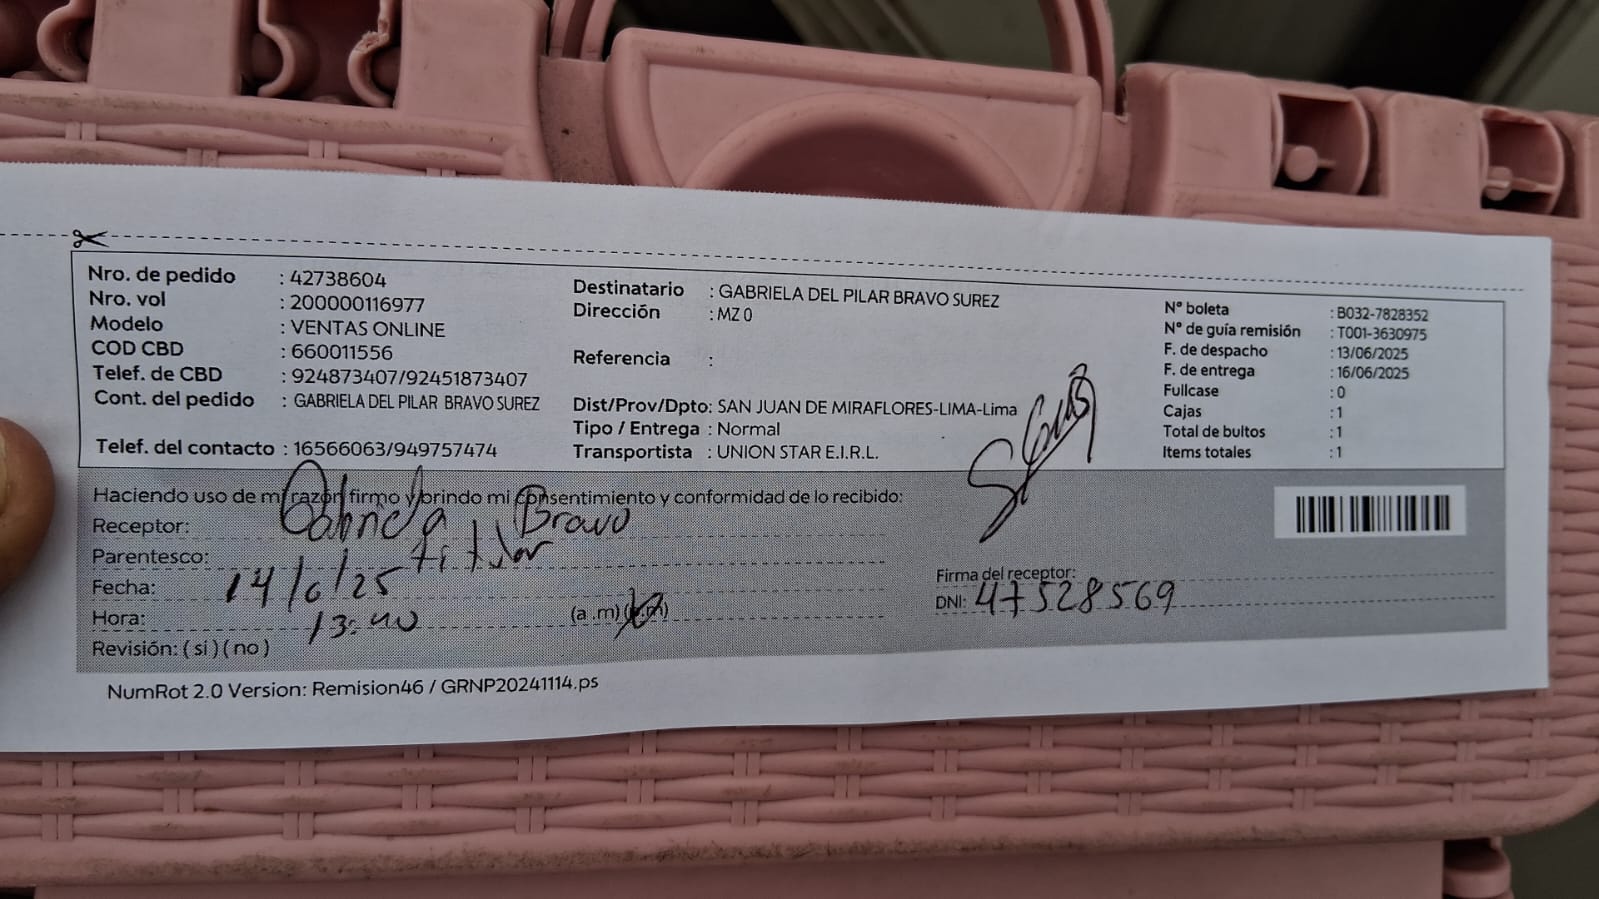 Nro. de pedido : 42738604
Nro. vol : 200000116977
Modelo : VENTAS ONLINE
COD CBD : 660011556
Telef. de CBD : 924873407/92451873407
Cont. del pedido : GABRIELA DEL PILAR BRAVO SUREZ
Telef. del contacto : 16566063/949757474
Destinatario : GABRIELA DEL PILAR BRAVO SUREZ
Dirección : MZ 0
Referencia :
Dist/Prov/Dpto: SAN JUAN DE MIRAFLORES-LIMA-Lima
Tipo / Entrega : Normal
Transportista : UNION STAR E.I.R.L.
N° boleta : B032-7828352
N° de guía remisión : T001-3630975
F. de despacho : 13/06/2025
F. de entrega : 16/06/2025
Fullcase : 0
Cajas : 1
Total de bultos : 1
Items totales : 1
Haciendo uso de mi razón firmo y brindo mi consentimiento y conformidad de lo recibido:
Receptor: Gabriela Bravo
Parentesco: titular
Fecha: 14/6/25
Hora: 13:40 (a .m) (p.m)
Revisión: ( si ) ( no )
Firma del receptor:
DNI: 47528569
NumRot 2.0 Version: Remision46 / GRNP20241114.ps